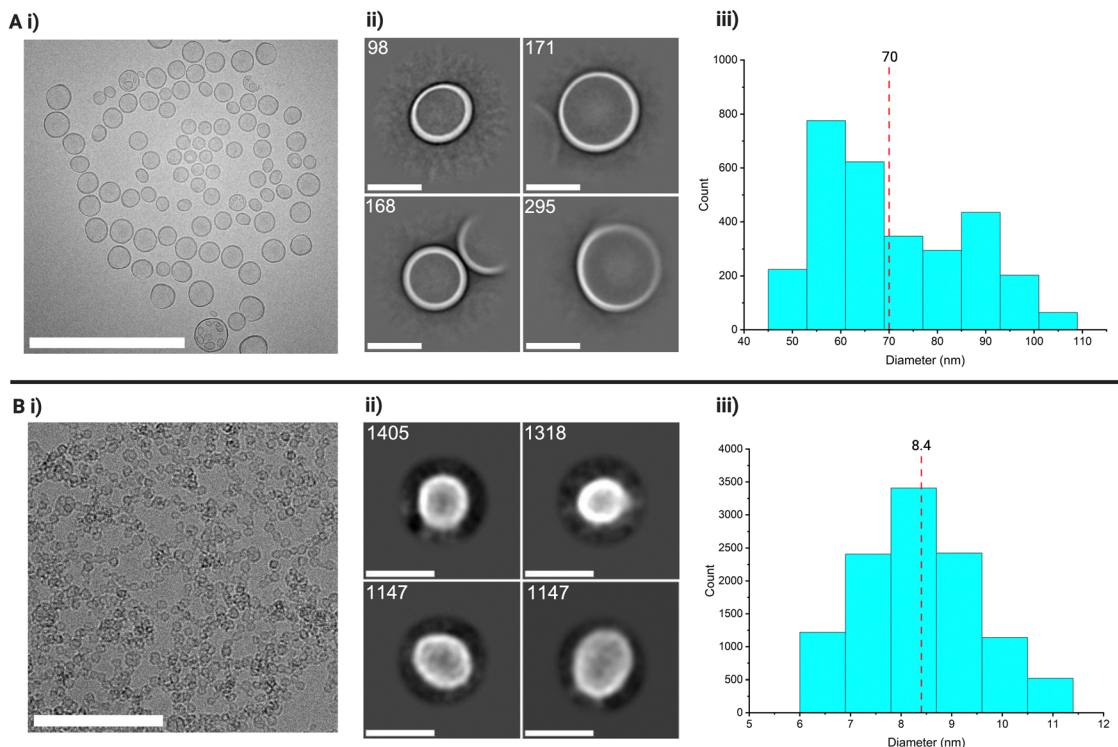 A i)
ii)
iii)
98
171
168
295
70
1000
800
600
400
200
0
Count
40 50 60 70 80 90 100 110
Diameter (nm)
B i)
ii)
iii)
1405
1318
1147
1147
8.4
4000
3500
3000
2500
2000
1500
1000
500
0
Count
5 6 7 8 9 10 11 12
Diameter (nm)